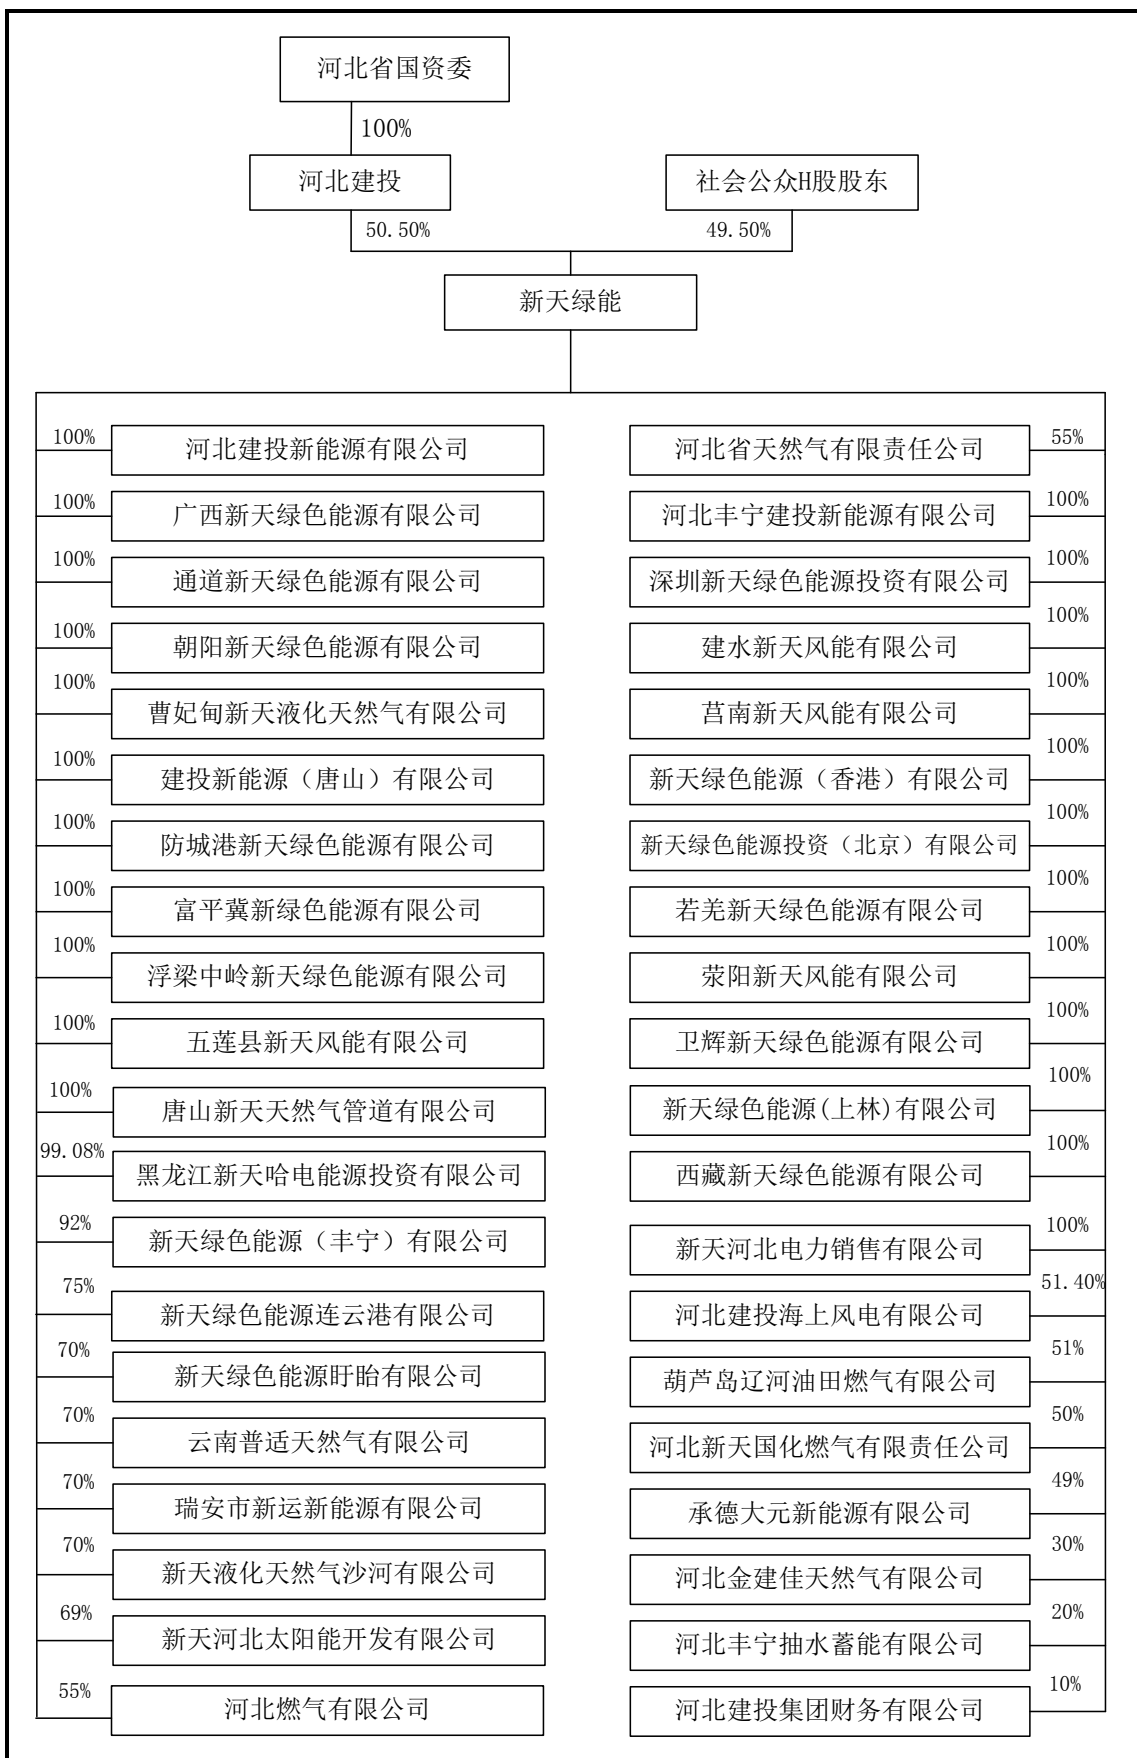 河北省国资委
100%
河北建投
社会公众H股股东
50.50%
49.50%
新天绿能
100%
河北建投新能源有限公司
河北省天然气有限责任公司
55%
100%
广西新天绿色能源有限公司
河北丰宁建投新能源有限公司
100%
100%
通道新天绿色能源有限公司
深圳新天绿色能源投资有限公司
100%
100%
朝阳新天绿色能源有限公司
建水新天风能有限公司
100%
100%
曹妃甸新天液化天然气有限公司
莒南新天风能有限公司
100%
100%
建投新能源（唐山）有限公司
新天绿色能源（香港）有限公司
100%
100%
防城港新天绿色能源有限公司
新天绿色能源投资（北京）有限公司
100%
100%
富平冀新绿色能源有限公司
若羌新天绿色能源有限公司
100%
100%
浮梁中岭新天绿色能源有限公司
荥阳新天风能有限公司
100%
100%
五莲县新天风能有限公司
卫辉新天绿色能源有限公司
100%
100%
唐山新天天然气管道有限公司
新天绿色能源(上林)有限公司
100%
99.08%
黑龙江新天哈电能源投资有限公司
西藏新天绿色能源有限公司
100%
92%
新天绿色能源（丰宁）有限公司
新天河北电力销售有限公司
100%
75%
新天绿色能源连云港有限公司
河北建投海上风电有限公司
51.40%
70%
新天绿色能源盱眙有限公司
葫芦岛辽河油田燃气有限公司
51%
70%
云南普适天然气有限公司
河北新天国化燃气有限责任公司
50%
70%
瑞安市新运新能源有限公司
承德大元新能源有限公司
49%
70%
新天液化天然气沙河有限公司
河北金建佳天然气有限公司
30%
69%
新天河北太阳能开发有限公司
河北丰宁抽水蓄能有限公司
20%
55%
河北燃气有限公司
河北建投集团财务有限公司
10%